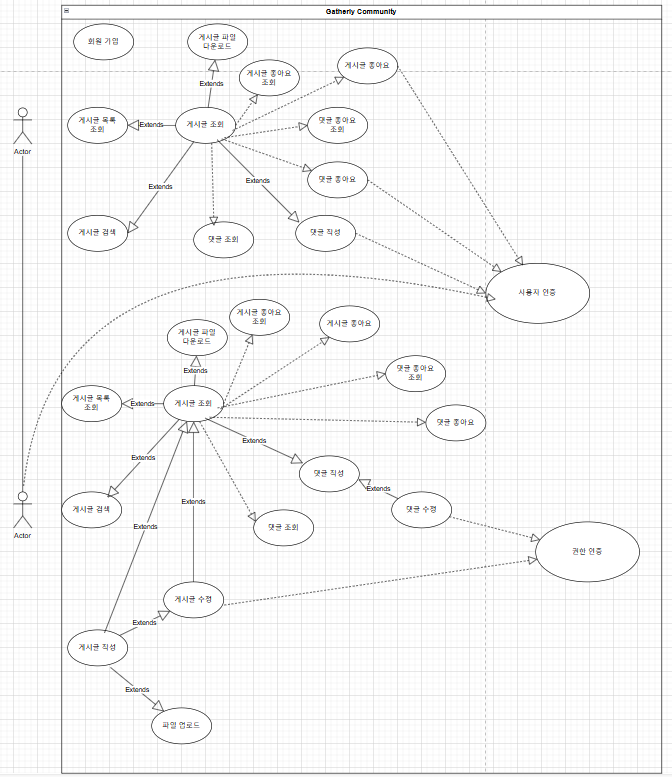 Gatherly Community
회원 가입
게시글 파일
다운로드
게시글 좋아요
조회
게시글 좋아요
Extends
게시글 목록
조회
Extends
게시글 조회
댓글 좋아요
조회
Actor
Extends
Extends
댓글 좋아요
게시글 검색
댓글 조회
댓글 작성
사용자 인증
게시글 좋아요
조회
게시글 좋아요
게시글 파일
다운로드
Extends
댓글 좋아요
조회
게시글 목록
조회
Extends
게시글 조회
댓글 좋아요
Extends
Extends
댓글 작성
Extends
Extends
게시글 검색
댓글 수정
Extends
댓글 조회
Actor
권한 인증
게시글 수정
Extends
게시글 작성
Extends
파일 업로드